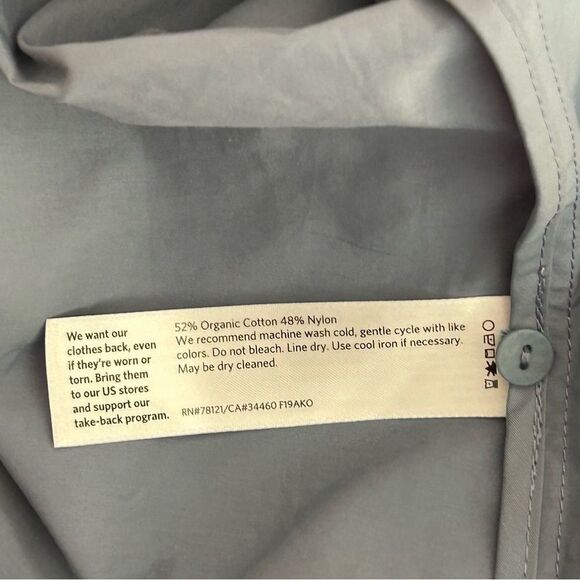 We want our
clothes back, even
if they're worn or
torn. Bring them
to our US stores
and support our
take-back program.
52% Organic Cotton 48% Nylon
We recommend machine wash cold, gentle cycle with like
colors. Do not bleach. Line dry. Use cool iron if necessary.
May be dry cleaned.
RN#78121/CA#34460 F19AKO